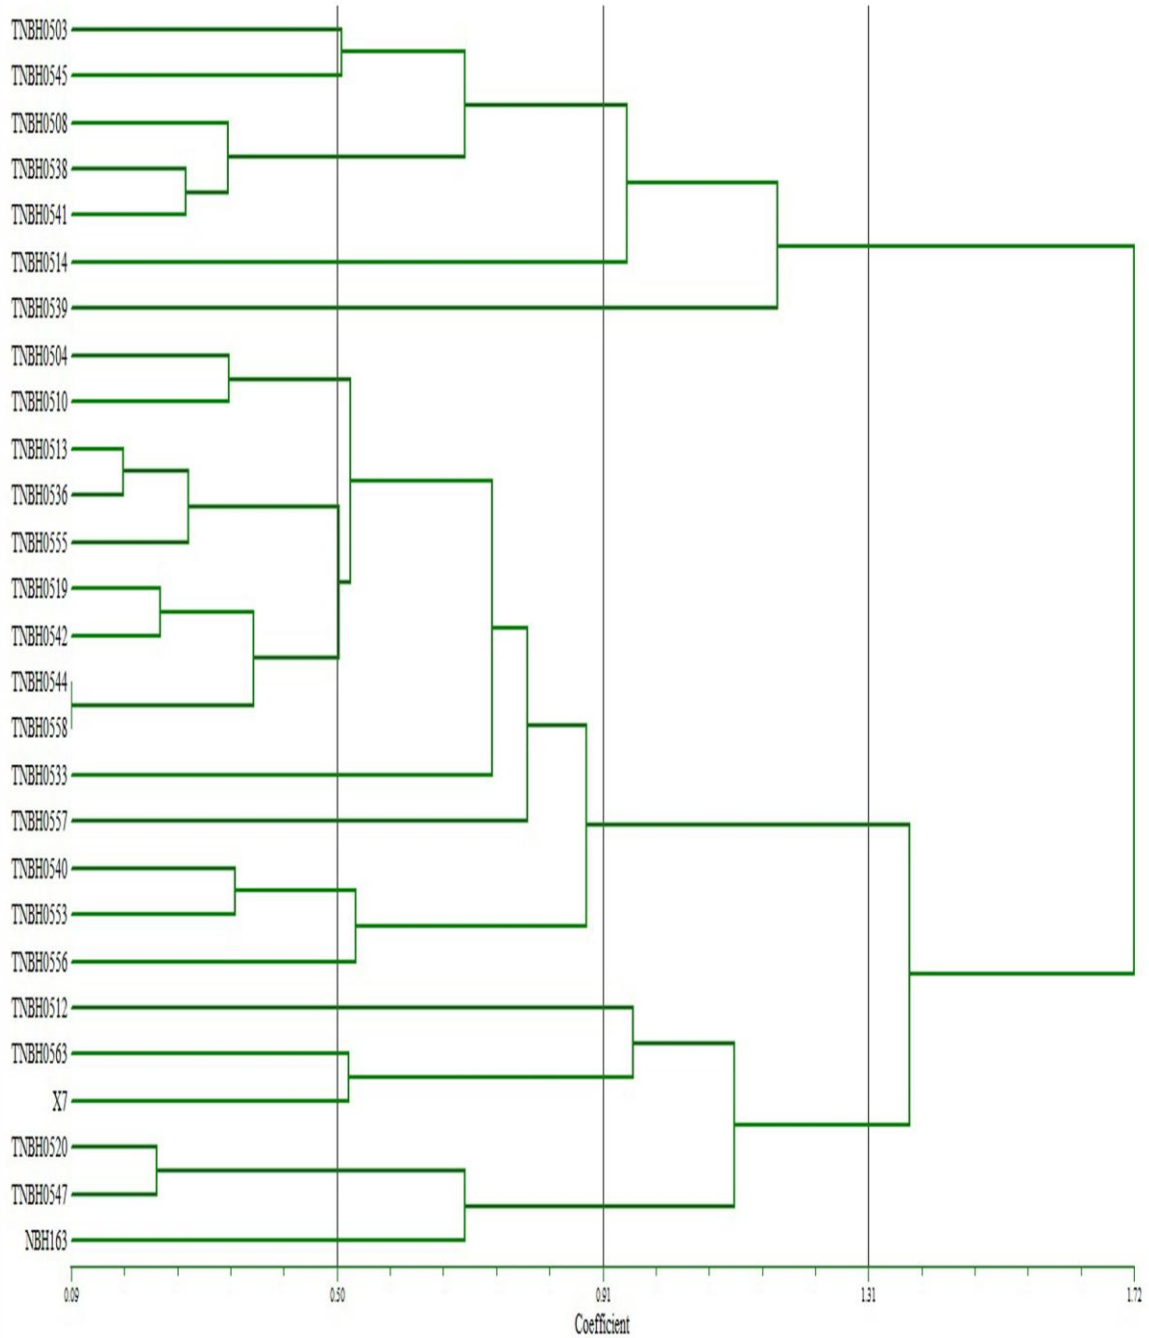 TNBH0503
TNBH0545
TNBH0508
TNBH0538
TNBH0541
TNBH0514
TNBH0539
TNBH0504
TNBH0510
TNBH0513
TNBH0536
TNBH0555
TNBH0519
TNBH0542
TNBH0544
TNBH0558
TNBH0533
TNBH0557
TNBH0540
TNBH0553
TNBH0556
TNBH0512
TNBH0563
X7
TNBH0520
TNBH0547
NBH163
0.09 0.50 0.91 1.31 1.72
Coefficient